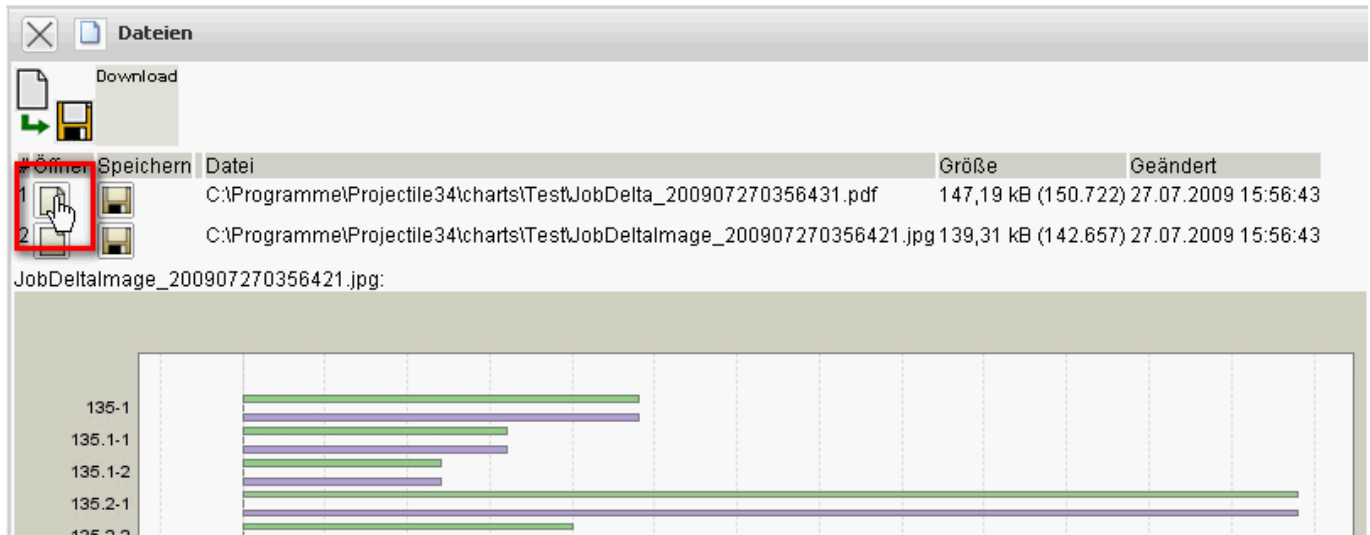 Dateien
Download
# Öffnen Speichern Datei Größe Geändert
1 C:\Programme\Projectile34\charts\Test\JobDelta_200907270356431.pdf 147,19 kB (150.722) 27.07.2009 15:56:43
2 C:\Programme\Projectile34\charts\Test\JobDeltaImage_200907270356421.jpg 139,31 kB (142.657) 27.07.2009 15:56:43
JobDeltaImage_200907270356421.jpg:
135-1
135.1-1
135.1-2
135.2-1